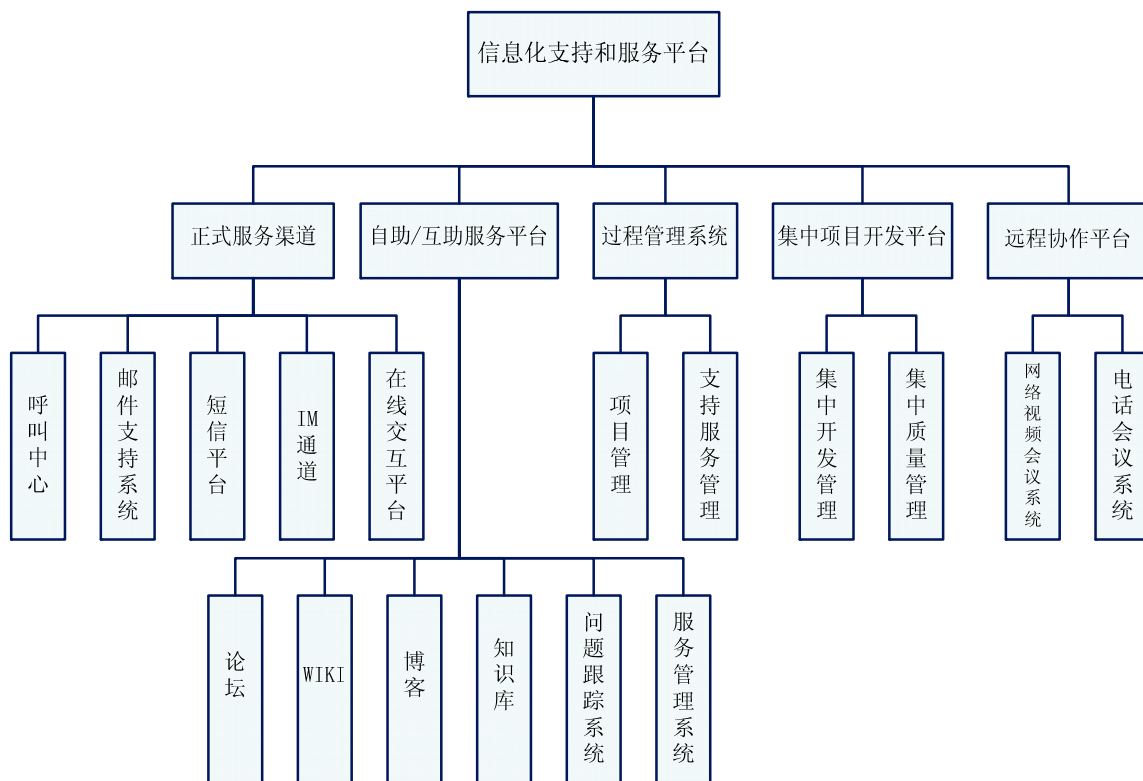 信息化支持和服务平台
正式服务渠道
自助/互助服务平台
过程管理系统
集中项目开发平台
远程协作平台
呼叫中心
邮件支持系统
短信平台
IM通道
在线交互平台
项目管理
支持服务管理
集中开发管理
集中质量管理
网络视频会议系统
电话会议系统
论坛
WIKI
博客
知识库
问题跟踪系统
服务管理系统